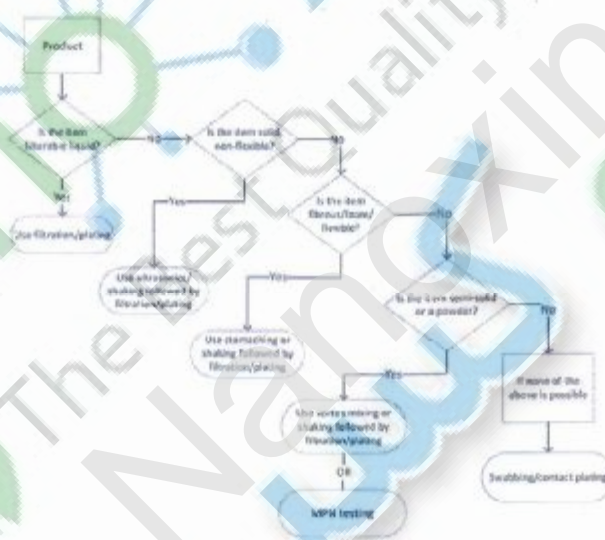 Product
Is the item
filterable liquid?
No
Is the item solid
non-flexible?
No
Yes
Use filtration/plating
Yes
Is the item
fibrous/foam/
flexible?
No
Use ultrasonics/
shaking followed by
filtration/plating
Yes
Is the item semi-solid
or a powder?
No
Use stomaching or
shaking followed by
filtration/plating
Yes
If none of the
above is possible
Use vortex mixing or
shaking followed by
filtration/plating
OR
Swabbing/contact plating
MPN testing
The Best Quality,
Nanoxin